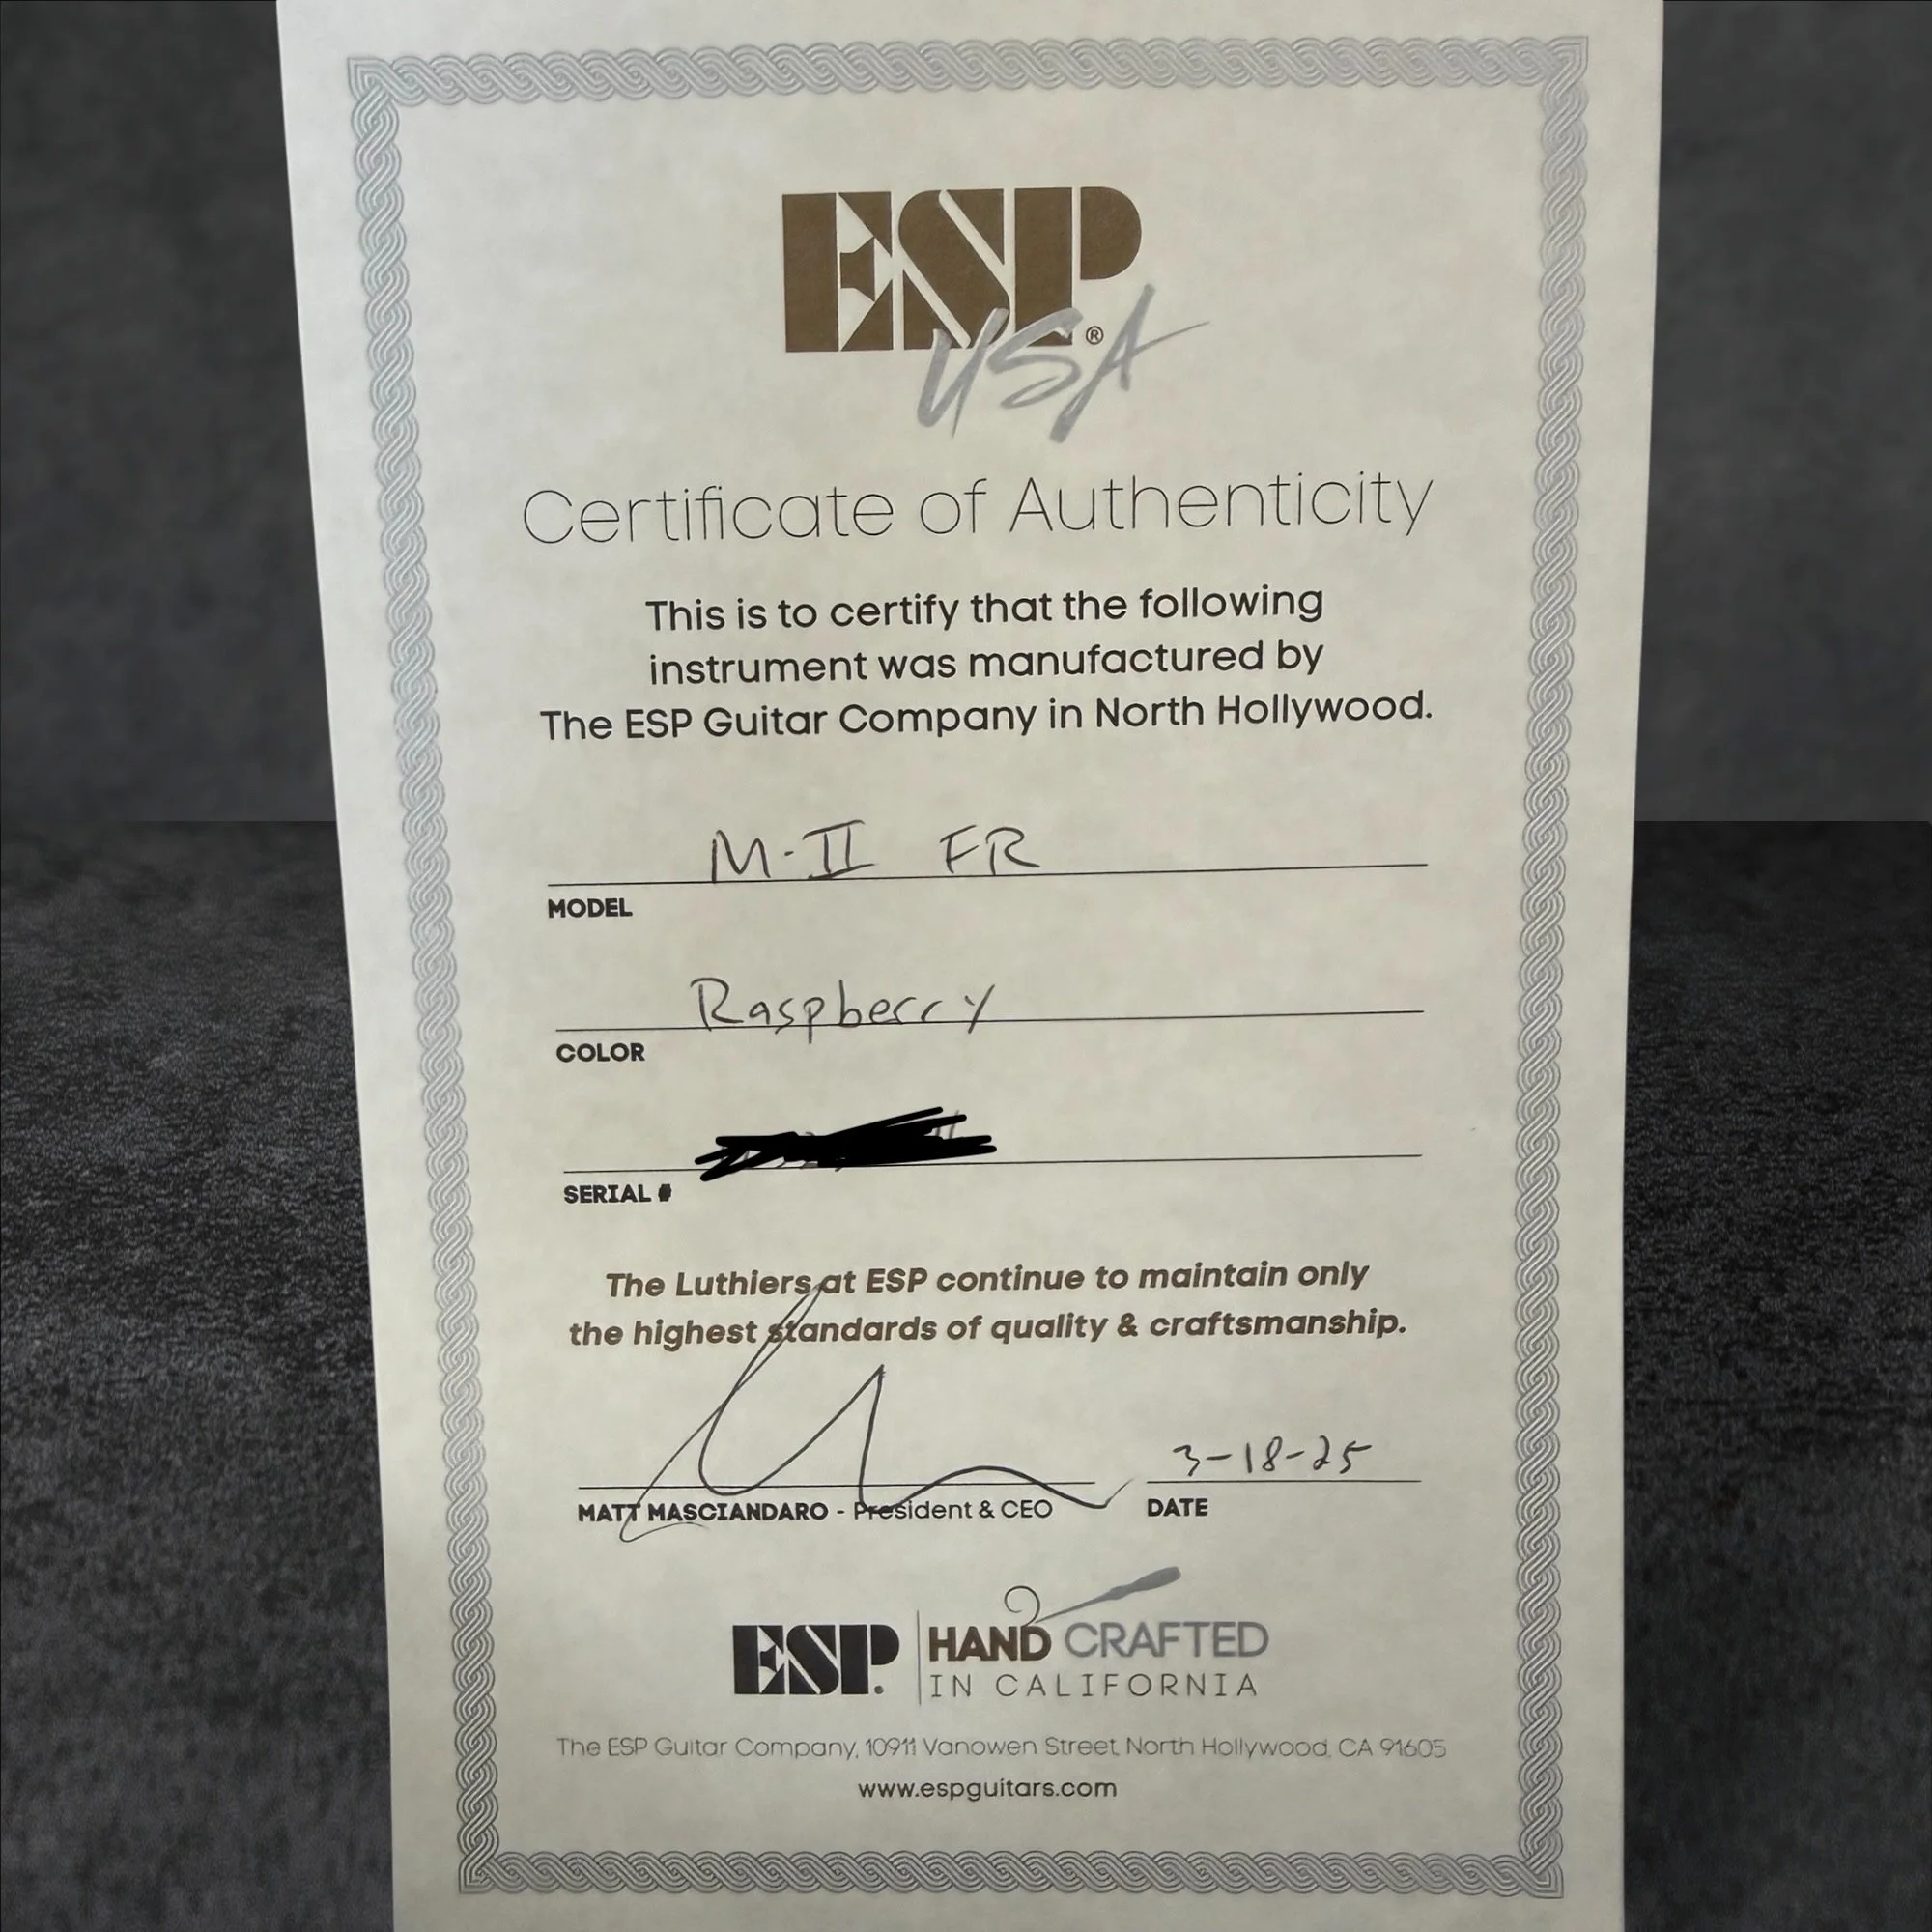 ESP®
USA
Certificate of Authenticity
This is to certify that the following
instrument was manufactured by
The ESP Guitar Company in North Hollywood.
M-II FR
MODEL
Raspberry
COLOR
SERIAL #
The Luthiers at ESP continue to maintain only
the highest standards of quality & craftsmanship.
3-18-25
MATT MASCIANDARO - President & CEO DATE
ESP. HAND CRAFTED
IN CALIFORNIA
The ESP Guitar Company, 10911 Vanowen Street, North Hollywood, CA 91605
www.espguitars.com